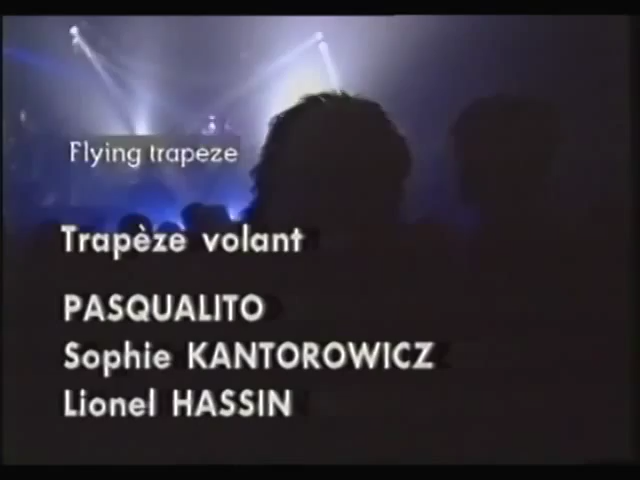 Flying trapeze
Trapèze volant
PASQUALITO
Sophie KANTOROWICZ
Lionel HASSIN